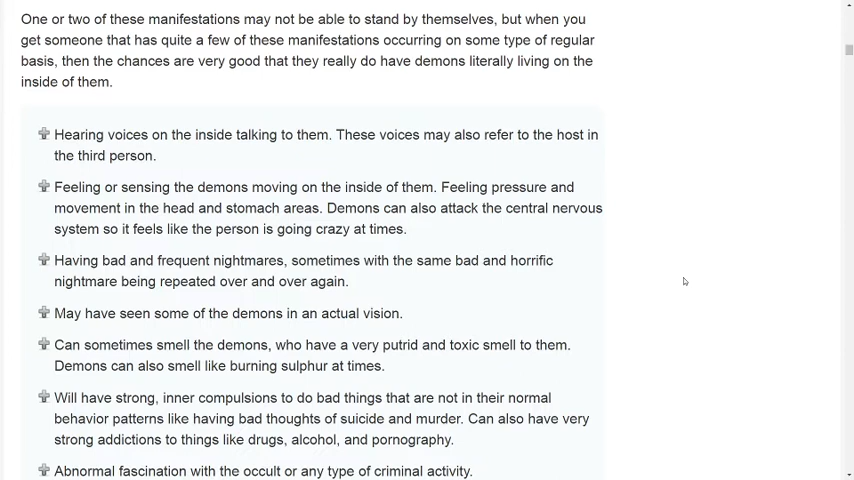 One or two of these manifestations may not be able to stand by themselves, but when you
get someone that has quite a few of these manifestations occurring on some type of regular
basis, then the chances are very good that they really do have demons literally living on the
inside of them.
Hearing voices on the inside talking to them. These voices may also refer to the host in
the third person.
Feeling or sensing the demons moving on the inside of them. Feeling pressure and
movement in the head and stomach areas. Demons can also attack the central nervous
system so it feels like the person is going crazy at times.
Having bad and frequent nightmares, sometimes with the same bad and horrific
nightmare being repeated over and over again.
May have seen some of the demons in an actual vision.
Can sometimes smell the demons, who have a very putrid and toxic smell to them.
Demons can also smell like burning sulphur at times.
Will have strong, inner compulsions to do bad things that are not in their normal
behavior patterns like having bad thoughts of suicide and murder. Can also have very
strong addictions to things like drugs, alcohol, and pornography.
Abnormal fascination with the occult or any type of criminal activity.